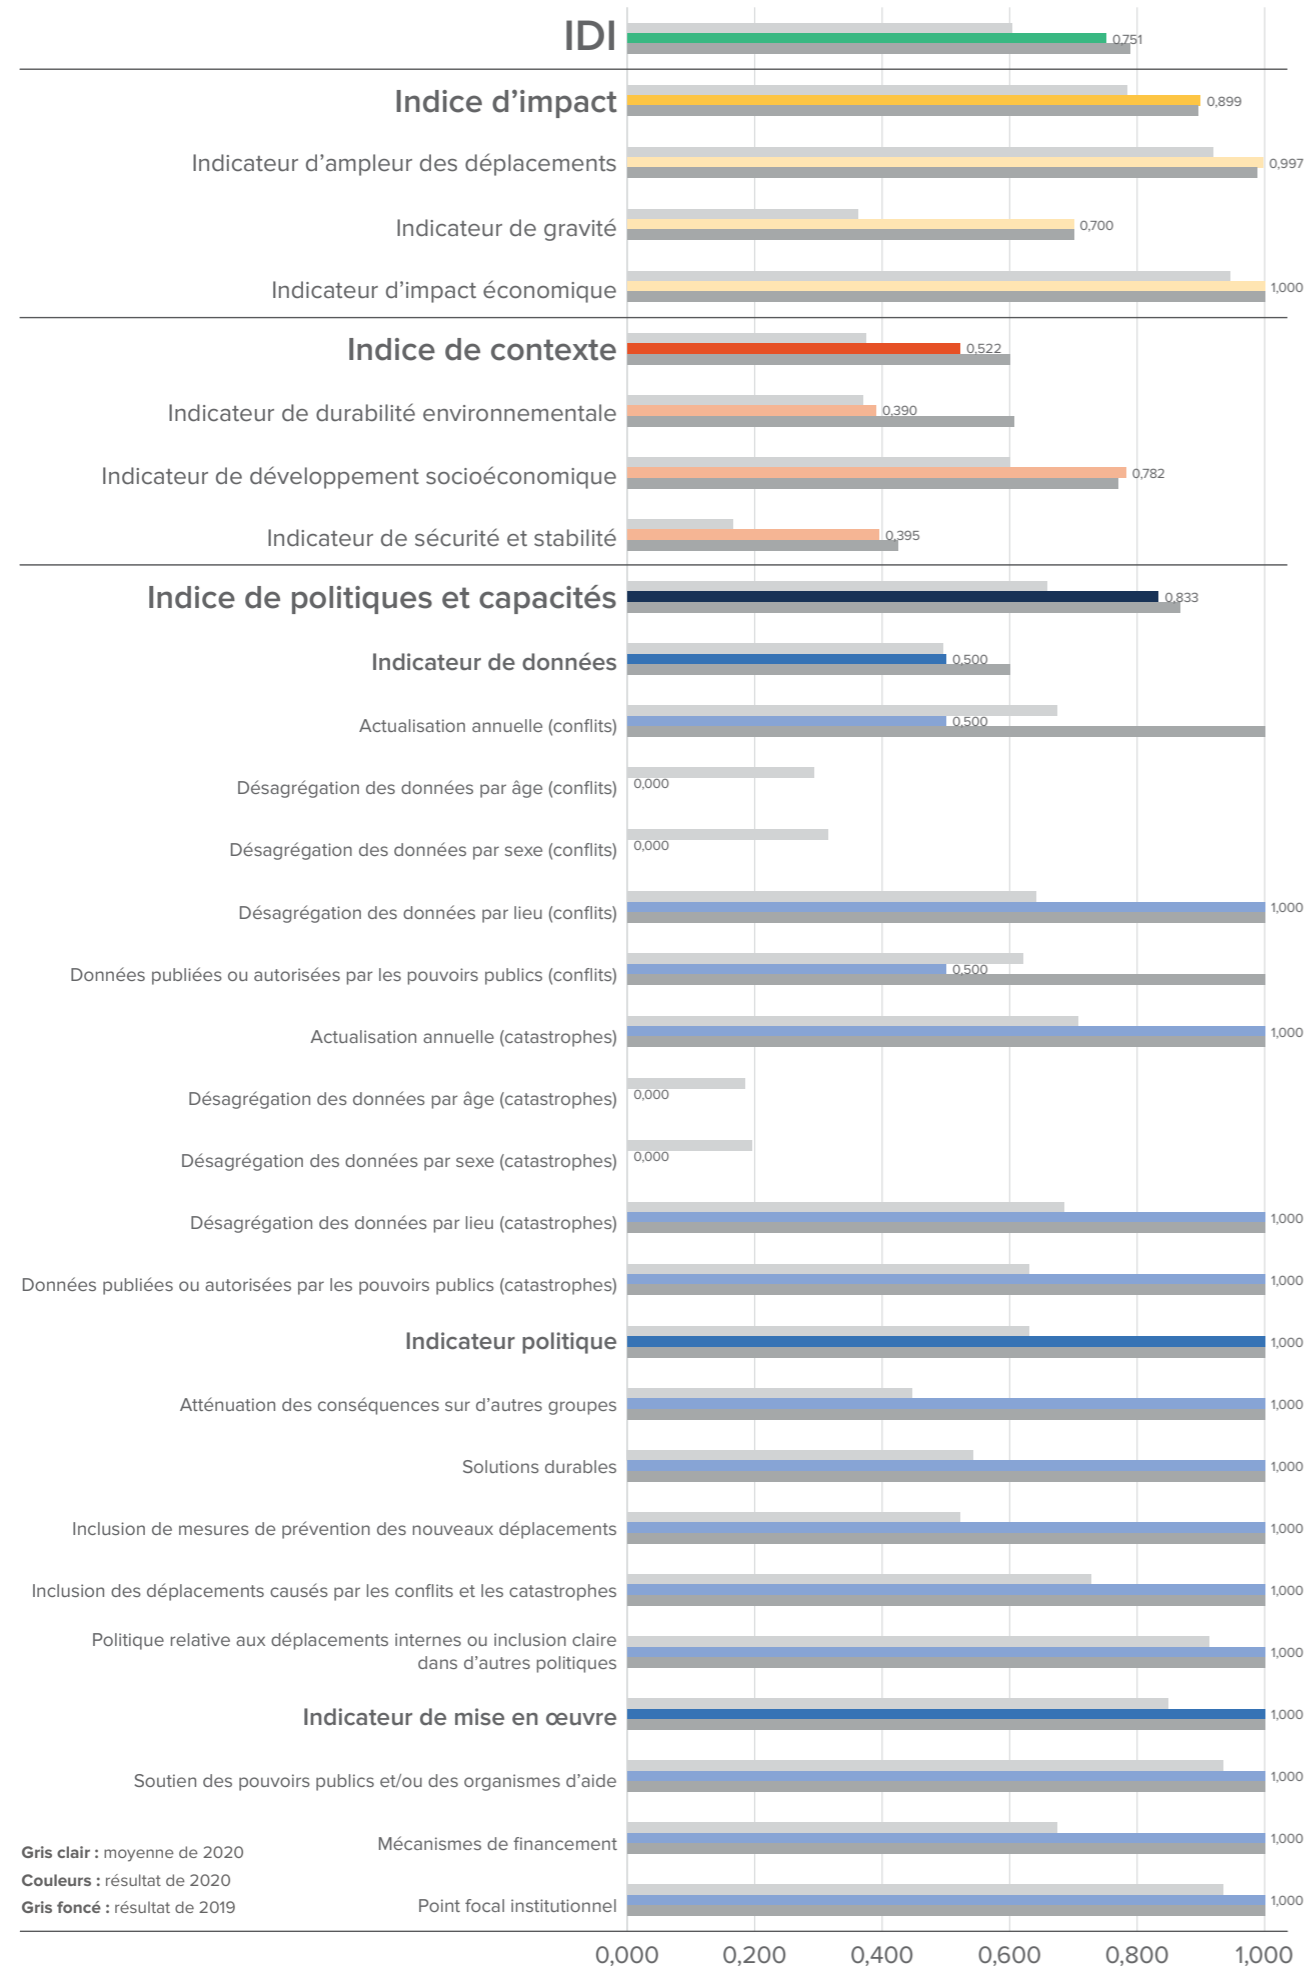 IDI
0,751
Indice d’impact
0,899
Indicateur d’ampleur des déplacements
0,997
Indicateur de gravité
0,700
Indicateur d’impact économique
1,000
Indice de contexte
0,522
Indicateur de durabilité environnementale
0,390
Indicateur de développement socioéconomique
0,782
Indicateur de sécurité et stabilité
0,395
Indice de politiques et capacités
0,833
Indicateur de données
0,500
Actualisation annuelle (conflits)
0,500
Désagrégation des données par âge (conflits)
0,000
Désagrégation des données par sexe (conflits)
0,000
Désagrégation des données par lieu (conflits)
1,000
Données publiées ou autorisées par les pouvoirs publics (conflits)
0,500
Actualisation annuelle (catastrophes)
1,000
Désagrégation des données par âge (catastrophes)
0,000
Désagrégation des données par sexe (catastrophes)
0,000
Désagrégation des données par lieu (catastrophes)
1,000
Données publiées ou autorisées par les pouvoirs publics (catastrophes)
1,000
Indicateur politique
1,000
Atténuation des conséquences sur d’autres groupes
1,000
Solutions durables
1,000
Inclusion de mesures de prévention des nouveaux déplacements
1,000
Inclusion des déplacements causés par les conflits et les catastrophes
1,000
Politique relative aux déplacements internes ou inclusion claire
dans d’autres politiques
1,000
Indicateur de mise en œuvre
1,000
Soutien des pouvoirs publics et/ou des organismes d’aide
1,000
Mécanismes de financement
1,000
Point focal institutionnel
1,000
Gris clair : moyenne de 2020
Couleurs : résultat de 2020
Gris foncé : résultat de 2019
0,000 0,200 0,400 0,600 0,800 1,000